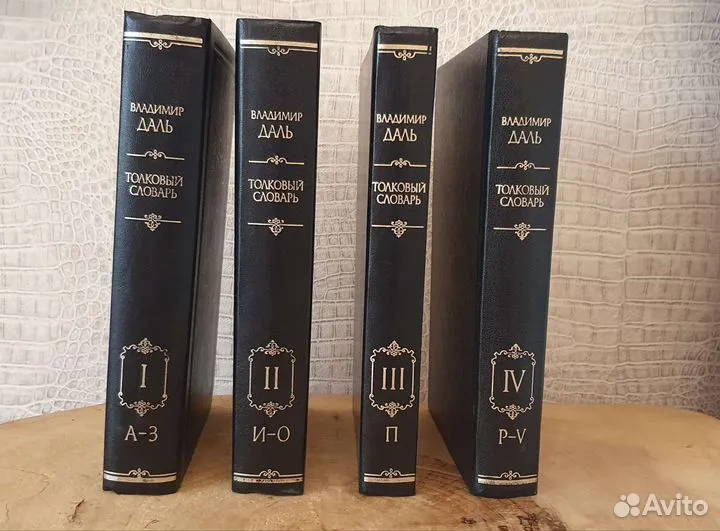 ВЛАДИМИР
ДАЛЬ
ТОЛКОВЫЙ
СЛОВАРЬ
I
А-З
ВЛАДИМИР
ДАЛЬ
ТОЛКОВЫЙ
СЛОВАРЬ
II
И-О
ВЛАДИМИР
ДАЛЬ
ТОЛКОВЫЙ
СЛОВАРЬ
III
П
ВЛАДИМИР
ДАЛЬ
ТОЛКОВЫЙ
СЛОВАРЬ
IV
Р-Ѵ
Avito